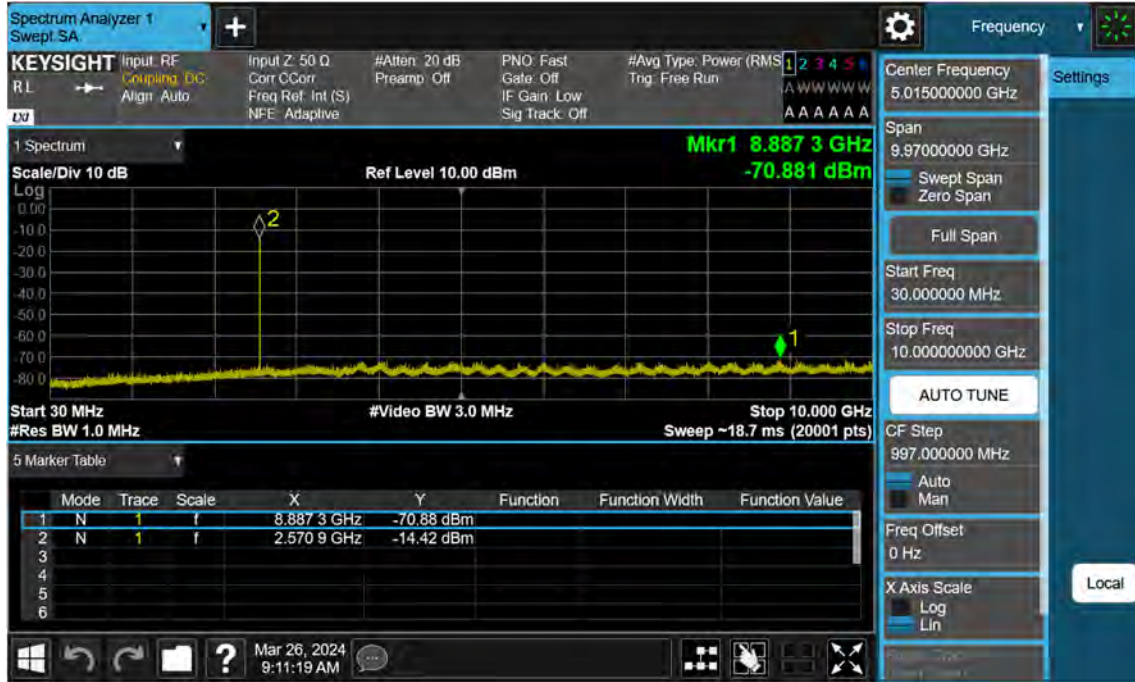 Spectrum Analyzer 1
Swept SA
+
Frequency
KEYSIGHT
RL
LXI
Input: RF
Coupling: DC
Align: Auto
Input Z: 50 Ω
Corr CCorr
Freq Ref: Int (S)
NFE: Adaptive
#Atten: 20 dB
Preamp: Off
PNO: Fast
Gate: Off
IF Gain: Low
Sig Track: Off
#Avg Type: Power (RMS
Trig: Free Run
1 2 3 4 5 6
A W W W W W
A A A A A A
1 Spectrum
Scale/Div 10 dB
Ref Level 10.00 dBm
Mkr1 8.887 3 GHz
-70.881 dBm
Log
0.00
-10.0
-20.0
-30.0
-40.0
-50.0
-60.0
-70.0
-80.0
2
1
Start 30 MHz
#Video BW 3.0 MHz
Stop 10.000 GHz
#Res BW 1.0 MHz
Sweep ~18.7 ms (20001 pts)
5 Marker Table
Mode Trace Scale X Y Function Function Width Function Value
1 N 1 f 8.887 3 GHz -70.88 dBm
2 N 1 f 2.570 9 GHz -14.42 dBm
3
4
5
6
Mar 26, 2024
9:11:19 AM
?
Center Frequency
5.015000000 GHz
Settings
Span
9.97000000 GHz
Swept Span
Zero Span
Full Span
Start Freq
30.000000 MHz
Stop Freq
10.000000000 GHz
AUTO TUNE
CF Step
997.000000 MHz
Auto
Man
Freq Offset
0 Hz
X Axis Scale
Log
Lin
Local